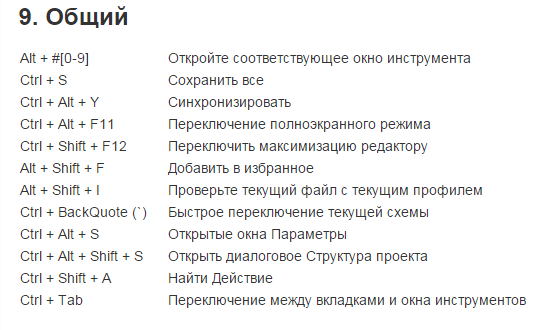 9. Общий
Alt + #[0-9] Откройте соответствующее окно инструмента
Ctrl + S Сохранить все
Ctrl + Alt + Y Синхронизировать
Ctrl + Alt + F11 Переключение полноэкранного режима
Ctrl + Shift + F12 Переключить максимизацию редактору
Alt + Shift + F Добавить в избранное
Alt + Shift + I Проверьте текущий файл с текущим профилем
Ctrl + BackQuote (`) Быстрое переключение текущей схемы
Ctrl + Alt + S Открытые окна Параметры
Ctrl + Alt + Shift + S Открыть диалоговое Структура проекта
Ctrl + Shift + A Найти Действие
Ctrl + Tab Переключение между вкладками и окна инструментов